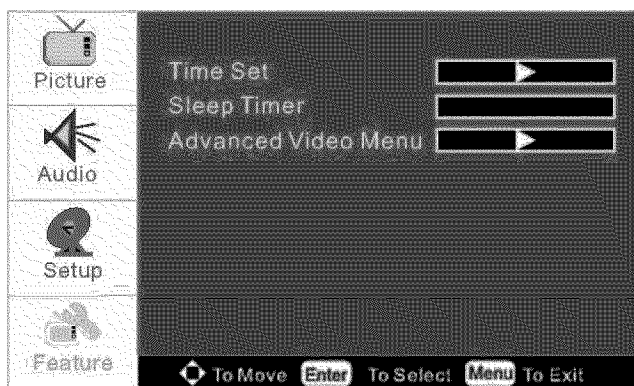 Picture
Audio
Setup
Feature
Time Set
Sleep Timer
Advanced Video Menu
To Move Enter To Select Menu To Exit